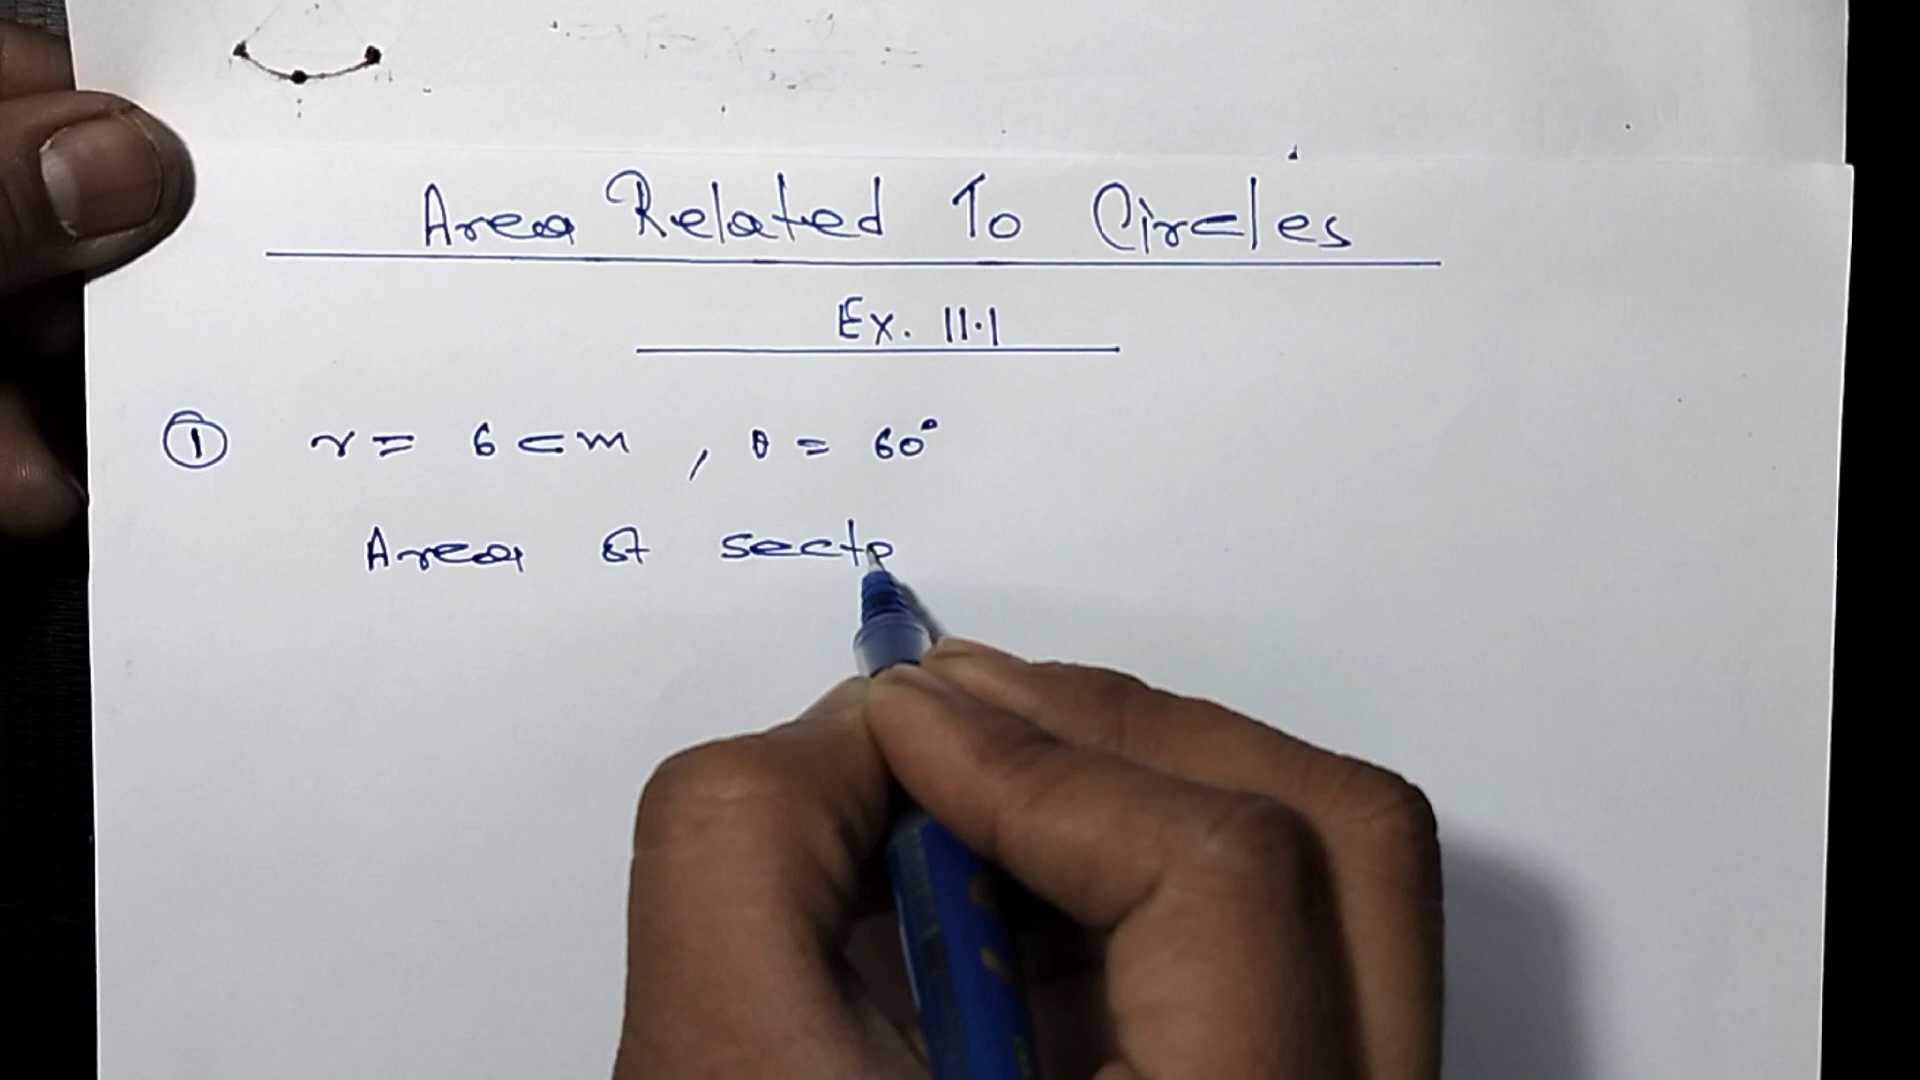 Area Related To Circles
Ex. 11.1
① r = 6 cm , θ = 60°
Area of secto